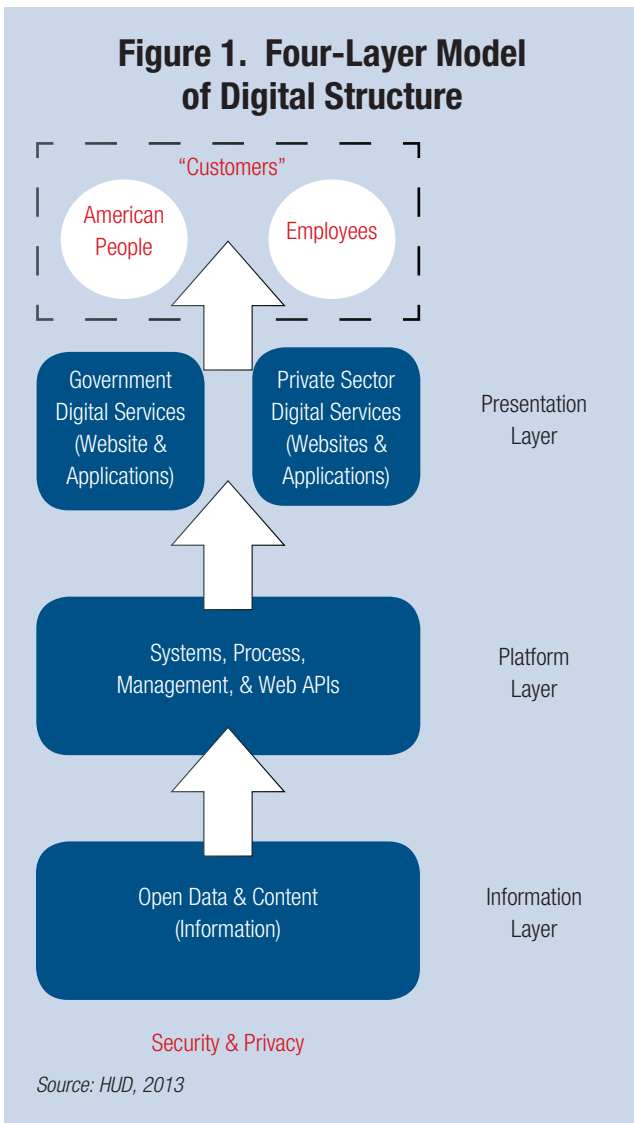 Figure 1.  Four-Layer Model
of Digital Structure
“Customers”
American
People
Employees
Government
Digital Services
(Website &
Applications)
Private Sector
Digital Services
(Websites &
Applications)
Presentation
Layer
Systems, Process,
Management, & Web APIs
Platform
Layer
Open Data & Content
(Information)
Information
Layer
Security & Privacy
Source: HUD, 2013